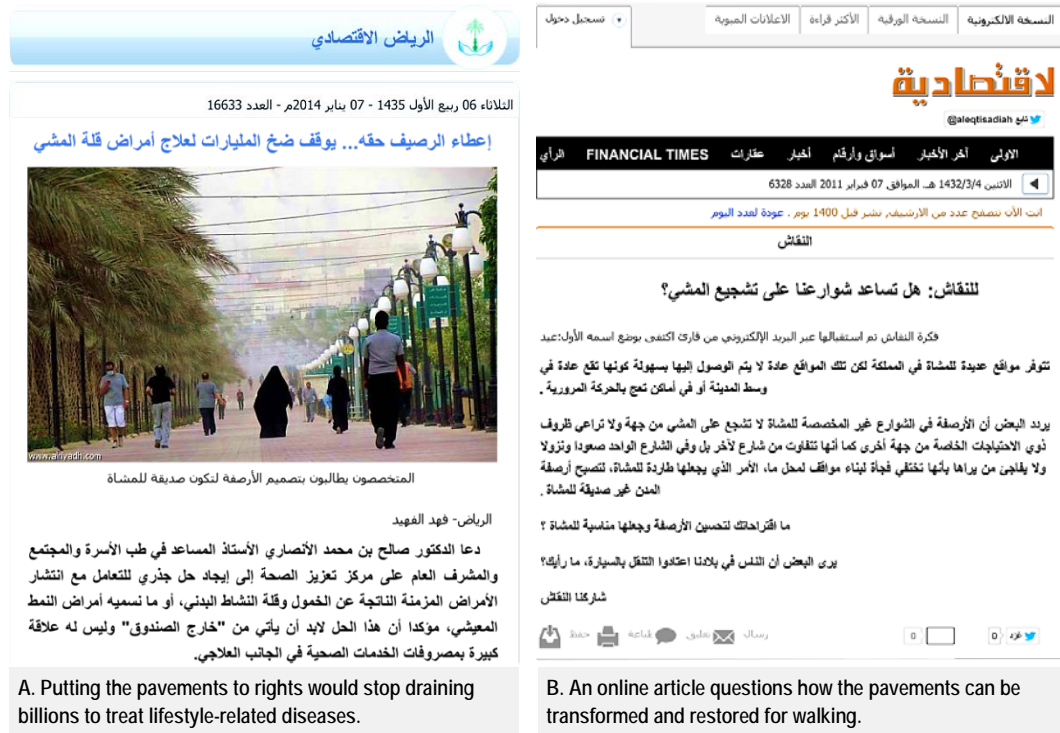 الرياض الاقتصادي
الثلاثاء 06 ربيع الأول 1435 - 07 يناير 2014م - العدد 16633
إعطاء الرصيف حقه... يوقف ضخ المليارات لعلاج أمراض قلة المشي
www.alriyadh.com
المتخصصون يطالبون بتصميم الأرصفة لتكون صديقة للمشاة
الرياض- فهد الفهيد
دعا الدكتور صالح بن محمد الأنصاري الأستاذ المساعد في طب الأسرة والمجتمع
والمشرف العام على مركز تعزيز الصحة إلى إيجاد حل جذري للتعامل مع انتشار
الأمراض المزمنة الناتجة عن الخمول وقلة النشاط البدني، أو ما نسميه أمراض النمط
المعيشي، مؤكدا أن هذا الحل لابد أن يأتي من "خارج الصندوق" وليس له علاقة
كبيرة بمصروفات الخدمات الصحية في الجانب العلاجي.
A. Putting the pavements to rights would stop draining
billions to treat lifestyle-related diseases.
النسخة الالكترونية النسخة الورقية الأكثر قراءة الاعلانات المبوبة تسجيل دخول
لاقتصادية
تابع @aleqtisadiah
الاولى آخر الأخبار أسواق وأرقام أخبار عقارات FINANCIAL TIMES الرأي
الاثنين 1432/3/4 هـ. الموافق 07 فبراير 2011 العدد 6328
انت الآن تتصفح عدد من الارشيف, نشر قبل 1400 يوم . عودة لعدد اليوم
النقاش
للنقاش: هل تساعد شوارعنا على تشجيع المشي؟
فكرة النقاش تم استقبالها عبر البريد الإلكتروني من قارئ اكتفى بوضع اسمه الأول:عيد
تتوفر مواقع عديدة للمشاة في المملكة لكن تلك المواقع عادة لا يتم الوصول إليها بسهولة كونها تقع عادة في
وسط المدينة أو في أماكن تعج بالحركة المرورية .
يردد البعض أن الأرصفة في الشوارع غير المخصصة للمشاة لا تشجع على المشي من جهة ولا تراعي ظروف
ذوي الاحتياجات الخاصة من جهة أخرى كما أنها تتفاوت من شارع لآخر بل وفي الشارع الواحد صعودا ونزولا
ولا يفاجئ من يراها بأنها تختفي فجأة لبناء مواقف لمحل ما، الأمر الذي يجعلها طاردة للمشاة، لتصبح أرصفة
المدن غير صديقة للمشاة .
ما اقتراحاتك لتحسين الأرصفة وجعلها مناسبة للمشاة ؟
يرى البعض أن الناس في بلادنا اعتادوا التنقل بالسيارة، ما رأيك؟
شاركنا النقاش
حفظ طباعة تعليق رسال 0 غرد 0
B. An online article questions how the pavements can be
transformed and restored for walking.